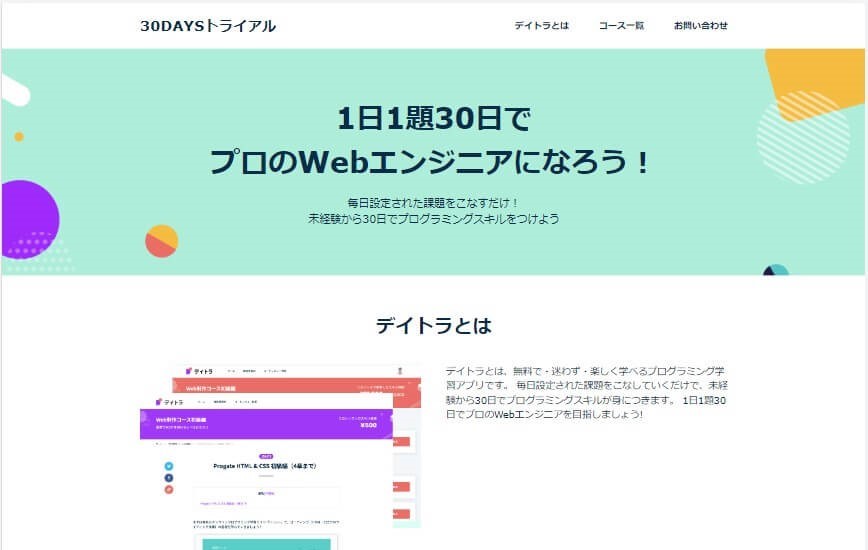 30DAYSトライアル
デイトラとは
コース一覧
お問い合わせ
1日1題30日で
プロのWebエンジニアになろう！
毎日設定された課題をこなすだけ！
未経験から30日でプログラミングスキルをつけよう
デイトラとは
デイトラとは、無料で・迷わず・楽しく学べるプログラミング学
習アプリです。 毎日設定された課題をこなしていくだけで、未経
験から30日でプログラミングスキルが身につきます。 1日1題30
日でプロのWebエンジニアを目指しましょう!
デイトラ
Web制作コース初級編
デイトラ
Web制作コース初級編
¥500
Progate HTML & CSS 初級編（4章まで）